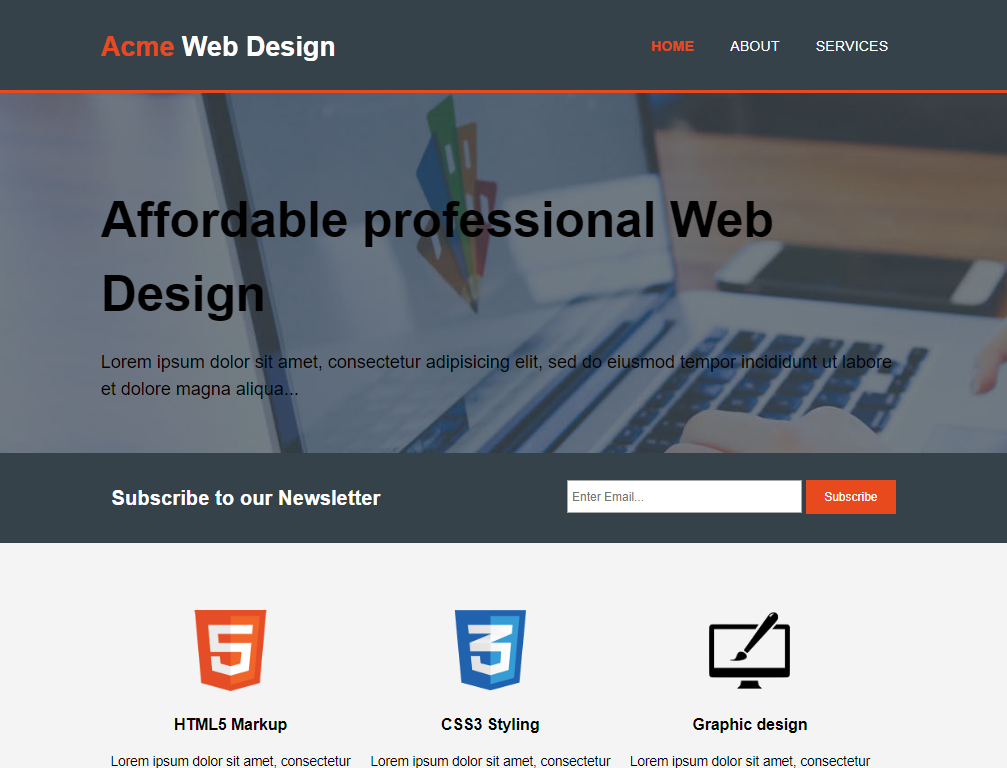 Acme Web Design
HOME ABOUT SERVICES
Affordable professional Web
Design
Lorem ipsum dolor sit amet, consectetur adipisicing elit, sed do eiusmod tempor incididunt ut labore
et dolore magna aliqua...
Subscribe to our Newsletter
Enter Email...
Subscribe
HTML5 Markup
CSS3 Styling
Graphic design
Lorem ipsum dolor sit amet, consectetur
Lorem ipsum dolor sit amet, consectetur
Lorem ipsum dolor sit amet, consectetur